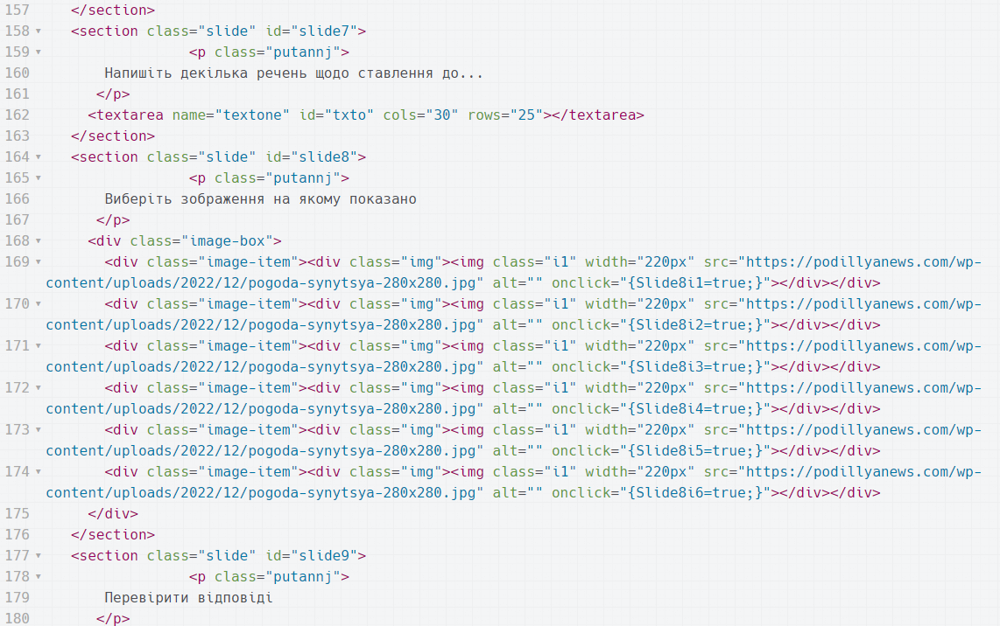 157 </section>
158 <section class="slide" id="slide7">
159 <p class="putannj">
160 Напишіть декілька речень щодо ставлення до...
161 </p>
162 <textarea name="textone" id="txto" cols="30" rows="25"></textarea>
163 </section>
164 <section class="slide" id="slide8">
165 <p class="putannj">
166 Виберіть зображення на якому показано
167 </p>
168 <div class="image-box">
169 <div class="image-item"><div class="img"><img class="i1" width="220px" src="https://podillyanews.com/wp-
content/uploads/2022/12/pogoda-synytsya-280x280.jpg" alt="" onclick="{Slide8i1=true;}"></div></div>
170 <div class="image-item"><div class="img"><img class="i1" width="220px" src="https://podillyanews.com/wp-
content/uploads/2022/12/pogoda-synytsya-280x280.jpg" alt="" onclick="{Slide8i2=true;}"></div></div>
171 <div class="image-item"><div class="img"><img class="i1" width="220px" src="https://podillyanews.com/wp-
content/uploads/2022/12/pogoda-synytsya-280x280.jpg" alt="" onclick="{Slide8i3=true;}"></div></div>
172 <div class="image-item"><div class="img"><img class="i1" width="220px" src="https://podillyanews.com/wp-
content/uploads/2022/12/pogoda-synytsya-280x280.jpg" alt="" onclick="{Slide8i4=true;}"></div></div>
173 <div class="image-item"><div class="img"><img class="i1" width="220px" src="https://podillyanews.com/wp-
content/uploads/2022/12/pogoda-synytsya-280x280.jpg" alt="" onclick="{Slide8i5=true;}"></div></div>
174 <div class="image-item"><div class="img"><img class="i1" width="220px" src="https://podillyanews.com/wp-
content/uploads/2022/12/pogoda-synytsya-280x280.jpg" alt="" onclick="{Slide8i6=true;}"></div></div>
175 </div>
176 </section>
177 <section class="slide" id="slide9">
178 <p class="putannj">
179 Перевірити відповіді
180 </p>